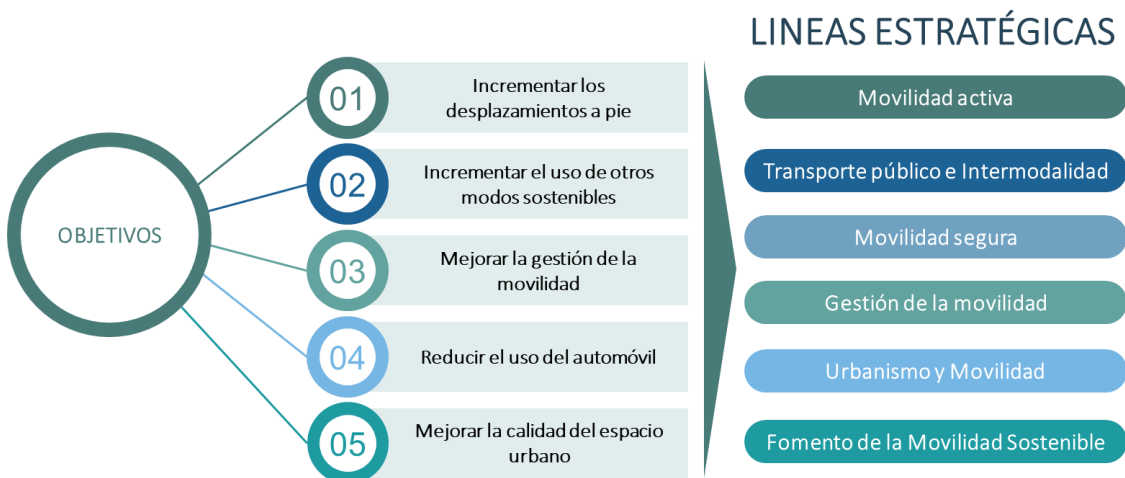 LINEAS ESTRATÉGICAS
OBJETIVOS
01
Incrementar los
desplazamientos a pie
02
Incrementar el uso de otros
modos sostenibles
03
Mejorar la gestión de la
movilidad
04
Reducir el uso del automóvil
05
Mejorar la calidad del espacio
urbano
Movilidad activa
Transporte público e Intermodalidad
Movilidad segura
Gestión de la movilidad
Urbanismo y Movilidad
Fomento de la Movilidad Sostenible